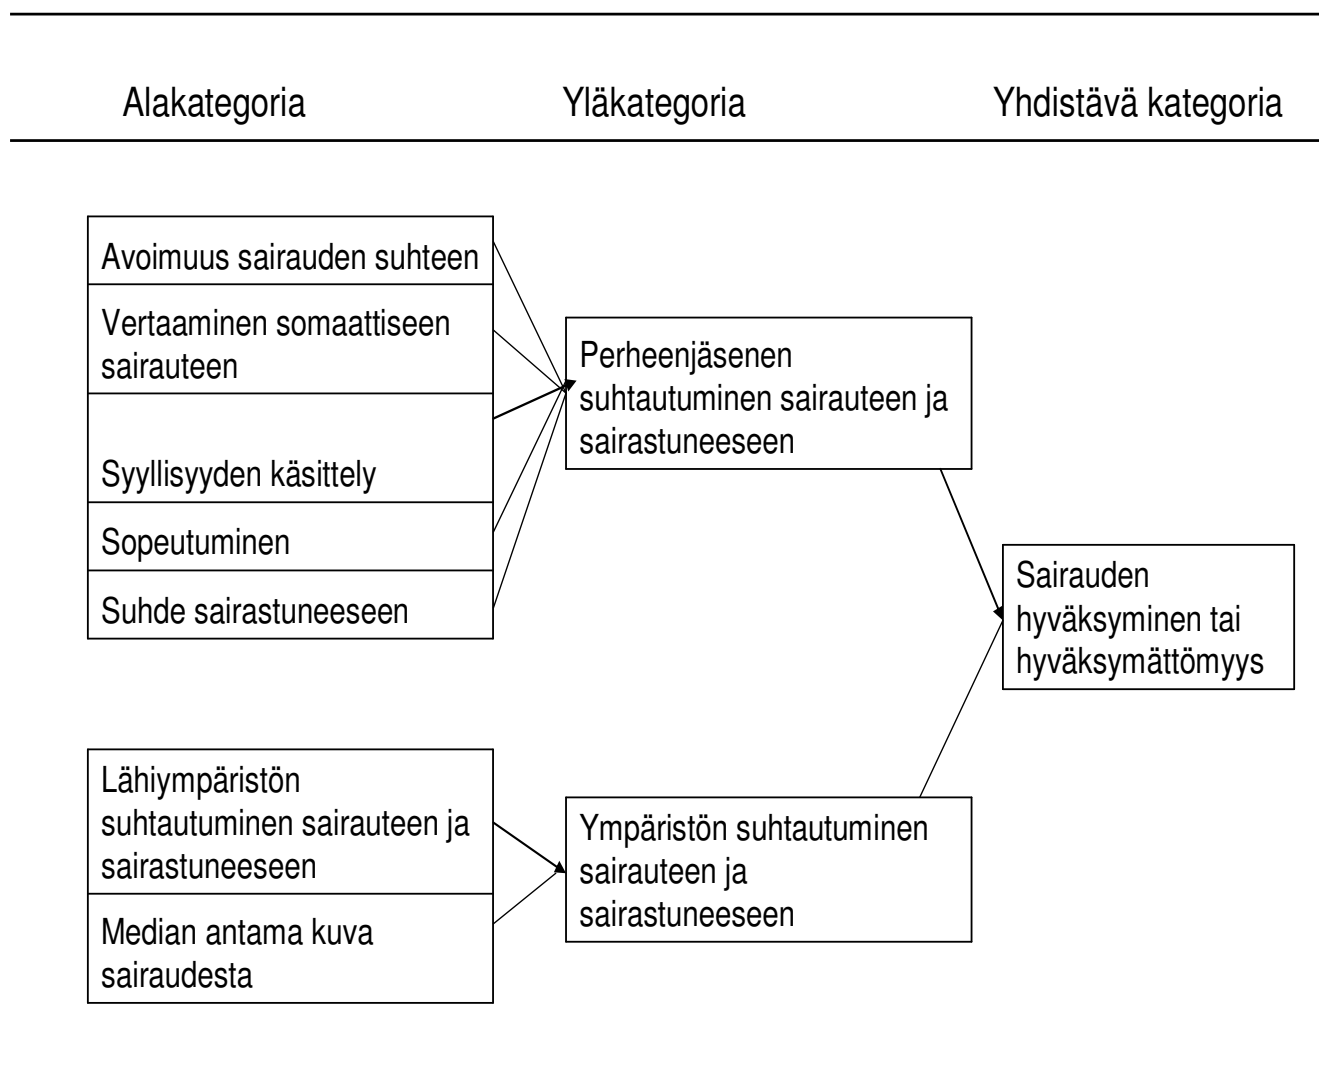 Alakategoria Yläkategoria Yhdistävä kategoria
Avoimuus sairauden suhteen
Vertaaminen somaattiseen
sairauteen
Syyllisyyden käsittely
Sopeutuminen
Suhde sairastuneeseen
Perheenjäsenen
suhtautuminen sairauteen ja
sairastuneeseen
Sairauden
hyväksyminen tai
hyväksymättömyys
Lähiympäristön
suhtautuminen sairauteen ja
sairastuneeseen
Median antama kuva
sairaudesta
Ympäristön suhtautuminen
sairauteen ja
sairastuneeseen